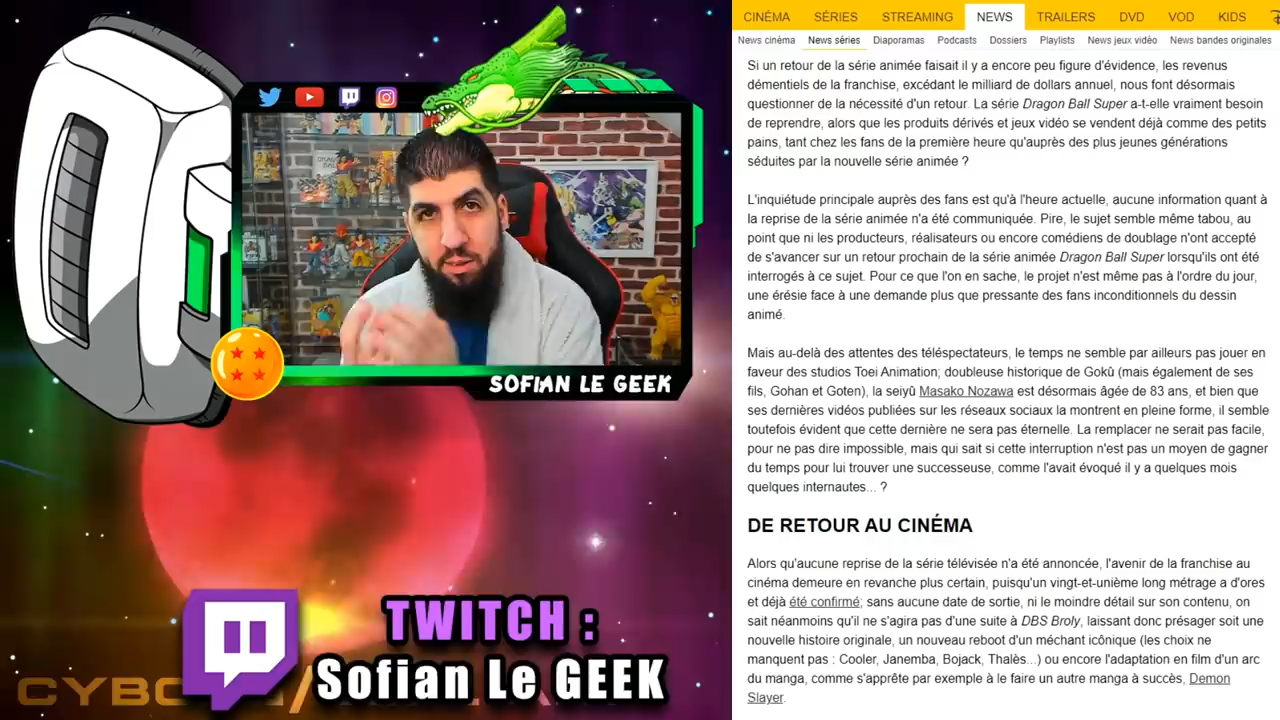 SOFIAN LE GEEK
TWITCH :
Sofian Le GEEK
CINÉMA SÉRIES STREAMING NEWS TRAILERS DVD VOD KIDS
News cinéma News séries Diaporamas Podcasts Dossiers Playlists News jeux vidéo News bandes originales
Si un retour de la série animée faisait il y a encore peu figure d'évidence, les revenus
démentiels de la franchise, excédant le milliard de dollars annuel, nous font désormais
questionner de la nécessité d'un retour. La série Dragon Ball Super a-t-elle vraiment besoin
de reprendre, alors que les produits dérivés et jeux vidéo se vendent déjà comme des petits
pains, tant chez les fans de la première heure qu'auprès des plus jeunes générations
séduites par la nouvelle série animée ?
L'inquiétude principale auprès des fans est qu'à l'heure actuelle, aucune information quant à
la reprise de la série animée n'a été communiquée. Pire, le sujet semble même tabou, au
point que ni les producteurs, réalisateurs ou encore comédiens de doublage n'ont accepté
de s'avancer sur un retour prochain de la série animée Dragon Ball Super lorsqu'ils ont été
interrogés à ce sujet. Pour ce que l'on en sache, le projet n'est même pas à l'ordre du jour,
une érésie face à une demande plus que pressante des fans inconditionnels du dessin
animé.
Mais au-delà des attentes des téléspectateurs, le temps ne semble par ailleurs pas jouer en
faveur des studios Toei Animation; doubleuse historique de Gokû (mais également de ses
fils, Gohan et Goten), la seiyû Masako Nozawa est désormais âgée de 83 ans, et bien que
ses dernières vidéos publiées sur les réseaux sociaux la montrent en pleine forme, il semble
toutefois évident que cette dernière ne sera pas éternelle. La remplacer ne serait pas facile,
pour ne pas dire impossible, mais qui sait si cette interruption n'est pas un moyen de gagner
du temps pour lui trouver une successeuse, comme l'avait évoqué il y a quelques mois
quelques internautes... ?
DE RETOUR AU CINÉMA
Alors qu'aucune reprise de la série télévisée n'a été annoncée, l'avenir de la franchise au
cinéma demeure en revanche plus certain, puisqu'un vingt-et-unième long métrage a d'ores
et déjà été confirmé; sans aucune date de sortie, ni le moindre détail sur son contenu, on
sait néanmoins qu'il ne s'agira pas d'une suite à DBS Broly, laissant donc présager soit une
nouvelle histoire originale, un nouveau reboot d'un méchant icônique (les choix ne
manquent pas : Cooler, Janemba, Bojack, Thalès...) ou encore l'adaptation en film d'un arc
du manga, comme s'apprête par exemple à le faire un autre manga à succès, Demon
Slayer.